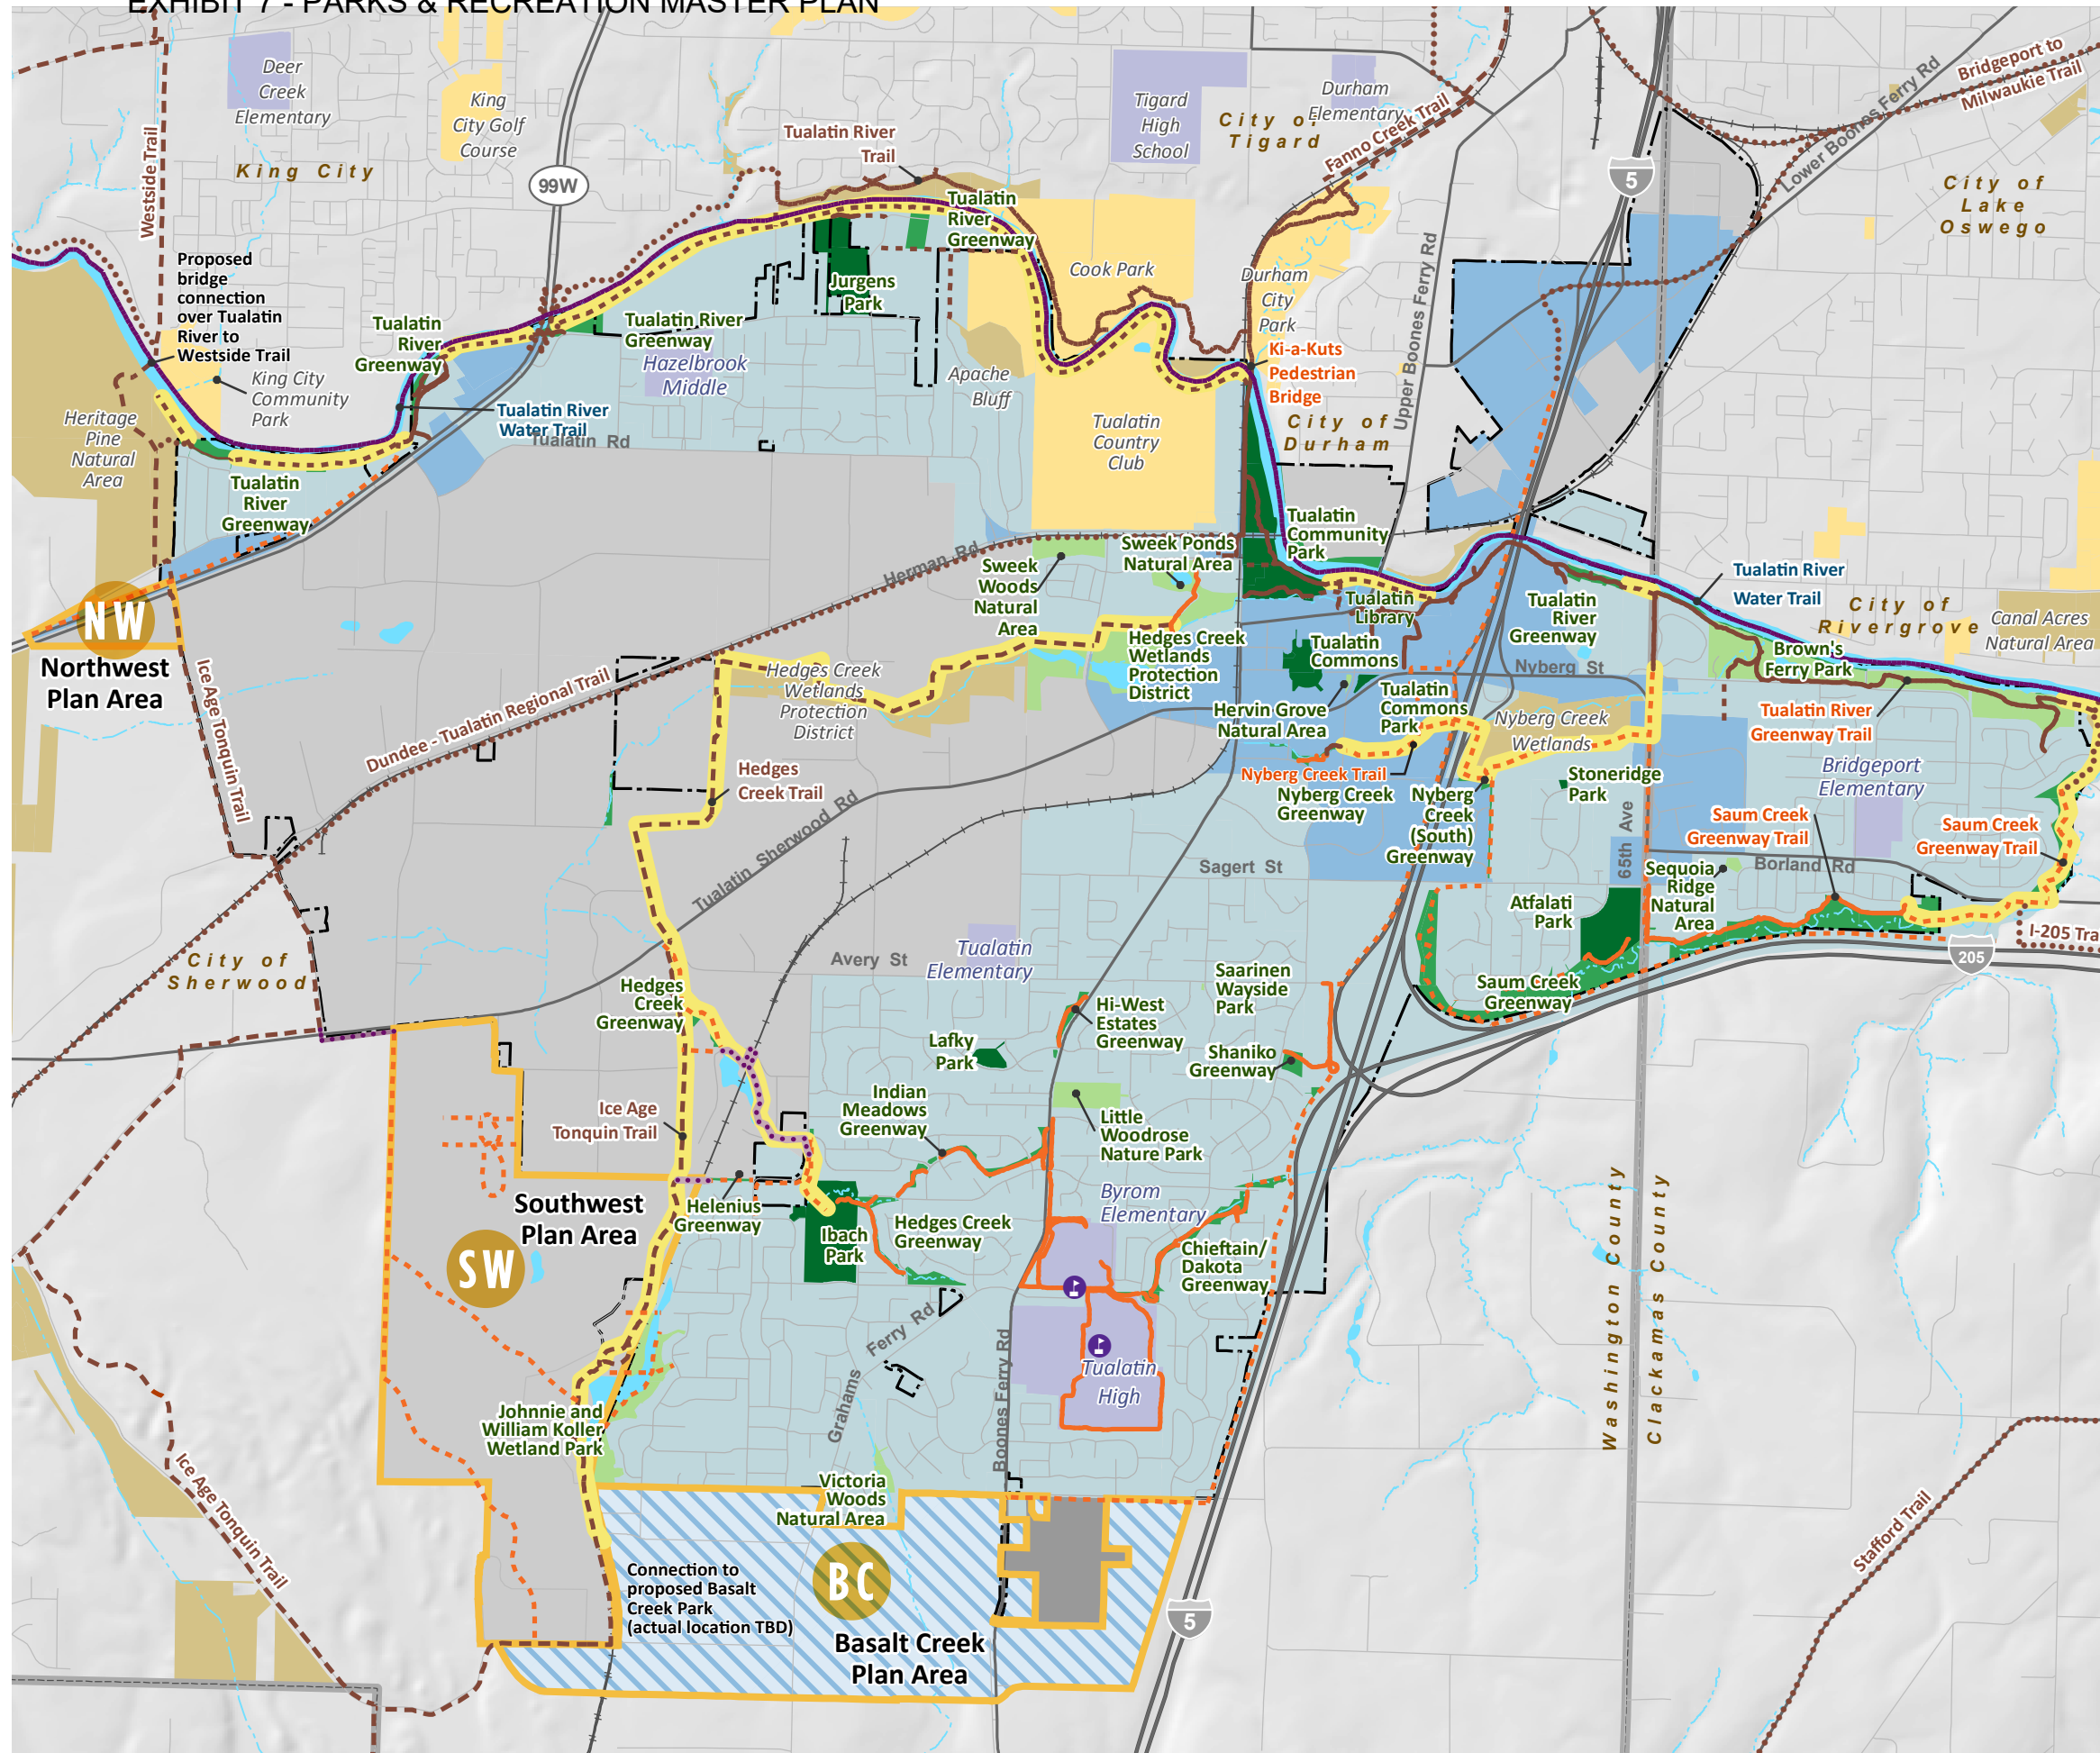 EXHIBIT 7 - PARKS & RECREATION MASTER PLAN
Deer
Creek
Elementary
King
City Golf
Course
King City
Westside Trail
99W
Tualatin River
Trail
Tigard
High
School
City of
Tigard
Durham
Elementary
Fanno Creek Trail
5
Bridgeport to
Milwaukie Trail
Lower Boones Ferry Rd
City of
Lake
Oswego
Proposed
bridge
connection
over Tualatin
River to
Westside Trail
King City
Community
Park
Heritage
Pine
Natural
Area
Tualatin
River
Greenway
Tualatin River
Water Trail
Tualatin Rd
Tualatin River
Greenway
Hazelbrook
Middle
Jurgens
Park
Tualatin
River
Greenway
Apache
Bluff
Cook Park
Tualatin
Country
Club
Durham
City
Park
Ki-a-Kuts
Pedestrian
Bridge
City of
Durham
Upper Boones Ferry Rd
Tualatin
River
Greenway
NW
Northwest
Plan Area
Ice Age Tonquin Trail
Dundee - Tualatin Regional Trail
Herman Rd
Sweek
Woods
Natural
Area
Sweek Ponds
Natural Area
Tualatin
Community
Park
Tualatin
Library
Tualatin
Commons
Hedges Creek
Wetlands
Protection
District
Hedges Creek
Wetlands
Protection
District
Hervin Grove
Natural Area
Tualatin
Commons
Park
Tualatin
River
Greenway
Nyberg St
Nyberg Creek
Wetlands
Tualatin River
Water Trail
City of
Rivergrove
Canal Acres
Natural Area
Brown's
Ferry Park
Tualatin River
Greenway Trail
Bridgeport
Elementary
Hedges
Creek Trail
Tualatin Sherwood Rd
Nyberg Creek Trail
Nyberg Creek
Greenway
Nyberg
Creek
(South)
Greenway
Stoneridge
Park
65th Ave
Saum Creek
Greenway Trail
Saum Creek
Greenway Trail
Borland Rd
Sagert St
Sequoia
Ridge
Natural
Area
Atfalati
Park
Saum Creek
Greenway
I-205 Tra
205
City of
Sherwood
Avery St
Tualatin
Elementary
Hedges
Creek
Greenway
Lafky
Park
Hi-West
Estates
Greenway
Saarinen
Wayside
Park
Shaniko
Greenway
Indian
Meadows
Greenway
Little
Woodrose
Nature Park
Ice Age
Tonquin Trail
Southwest
Plan Area
SW
Helenius
Greenway
Ibach
Park
Hedges Creek
Greenway
Byrom
Elementary
Chieftain/
Dakota
Greenway
Washington County
Clackamas County
Grahams Ferry Rd
Boones Ferry Rd
Tualatin
High
Johnnie and
William Koller
Wetland Park
Victoria
Woods
Natural Area
Ice Age Tonquin Trail
Connection to
proposed Basalt
Creek Park
(actual location TBD)
BC
Basalt Creek
Plan Area
5
Stafford Trail